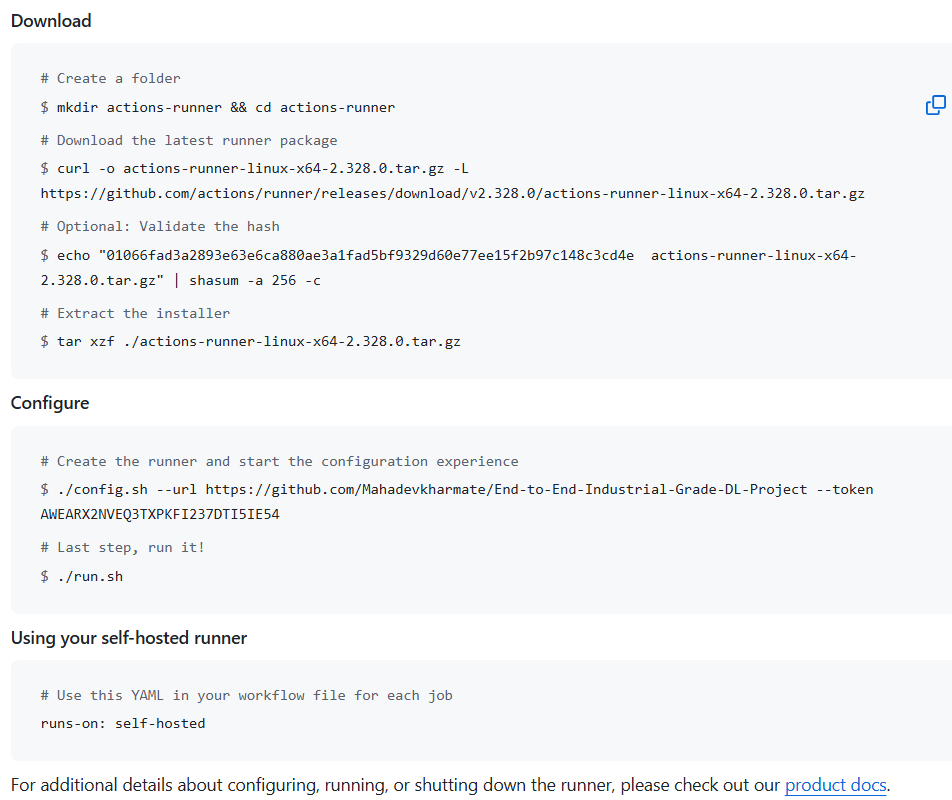 Download
# Create a folder
$ mkdir actions-runner && cd actions-runner
# Download the latest runner package
$ curl -o actions-runner-linux-x64-2.328.0.tar.gz -L
https://github.com/actions/runner/releases/download/v2.328.0/actions-runner-linux-x64-2.328.0.tar.gz
# Optional: Validate the hash
$ echo "01066fad3a2893e63e6ca880ae3a1fad5bf9329d60e77ee15f2b97c148c3cd4e  actions-runner-linux-x64-
2.328.0.tar.gz" | shasum -a 256 -c
# Extract the installer
$ tar xzf ./actions-runner-linux-x64-2.328.0.tar.gz
Configure
# Create the runner and start the configuration experience
$ ./config.sh --url https://github.com/Mahadevkharmate/End-to-End-Industrial-Grade-DL-Project --token
AWEARX2NVEQ3TXPKFI237DTI5IE54
# Last step, run it!
$ ./run.sh
Using your self-hosted runner
# Use this YAML in your workflow file for each job
runs-on: self-hosted
For additional details about configuring, running, or shutting down the runner, please check out our product docs.